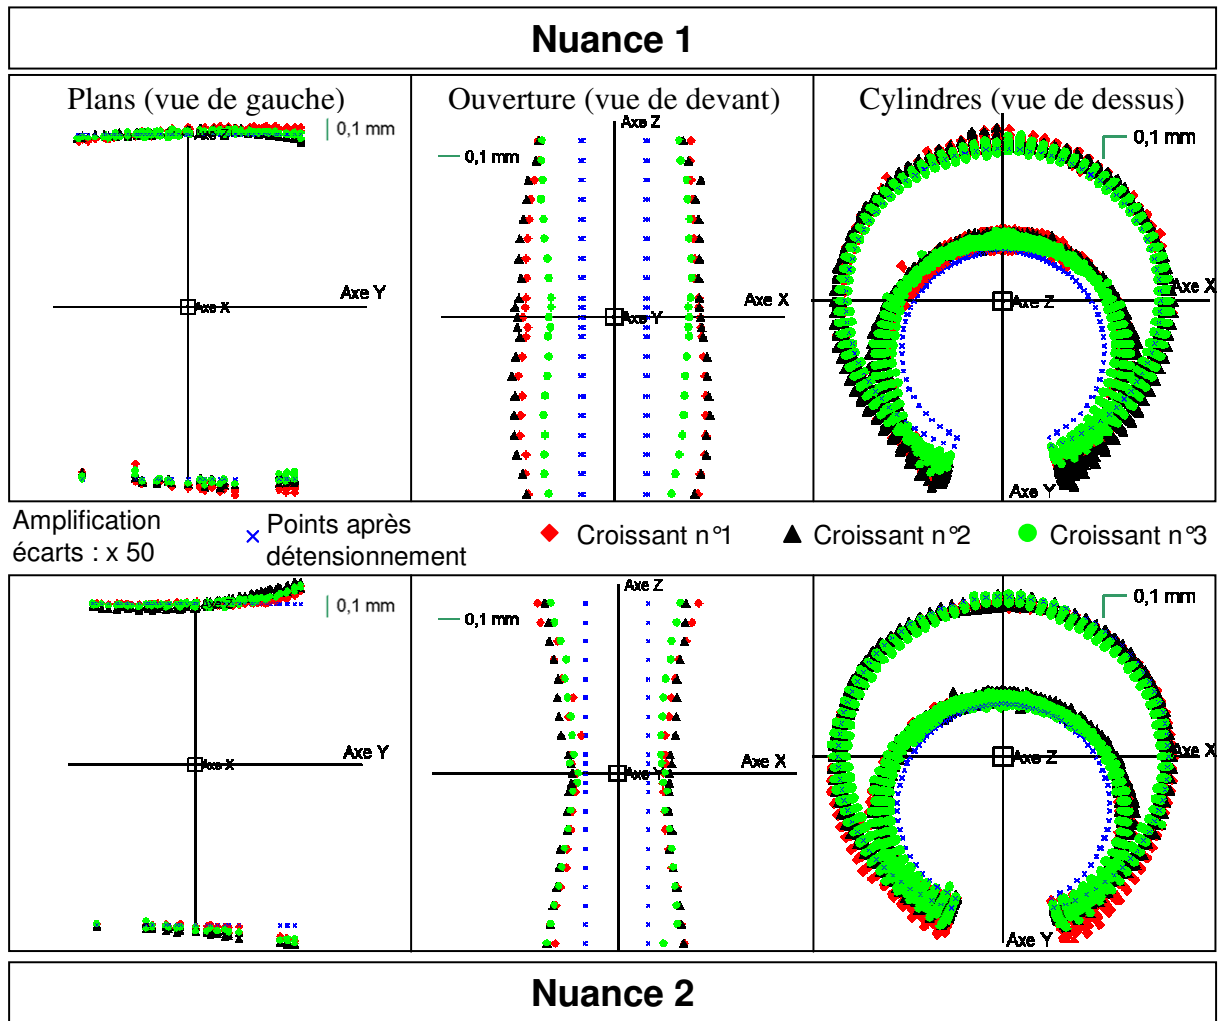 Nuance 1
Plans (vue de gauche)
Ouverture (vue de devant)
Cylindres (vue de dessus)
Axe Z
0,1 mm
Axe Y
Axe X
Axe Z
0,1 mm
Axe X
Axe Y
0,1 mm
Axe X
Axe Z
Axe Y
Amplification
écarts : x 50
Points après
détensionnement
Croissant n°1
Croissant n°2
Croissant n°3
0,1 mm
Axe Y
Axe X
Axe Z
0,1 mm
Axe X
Axe Y
0,1 mm
Axe X
Axe Z
Axe Y
Nuance 2